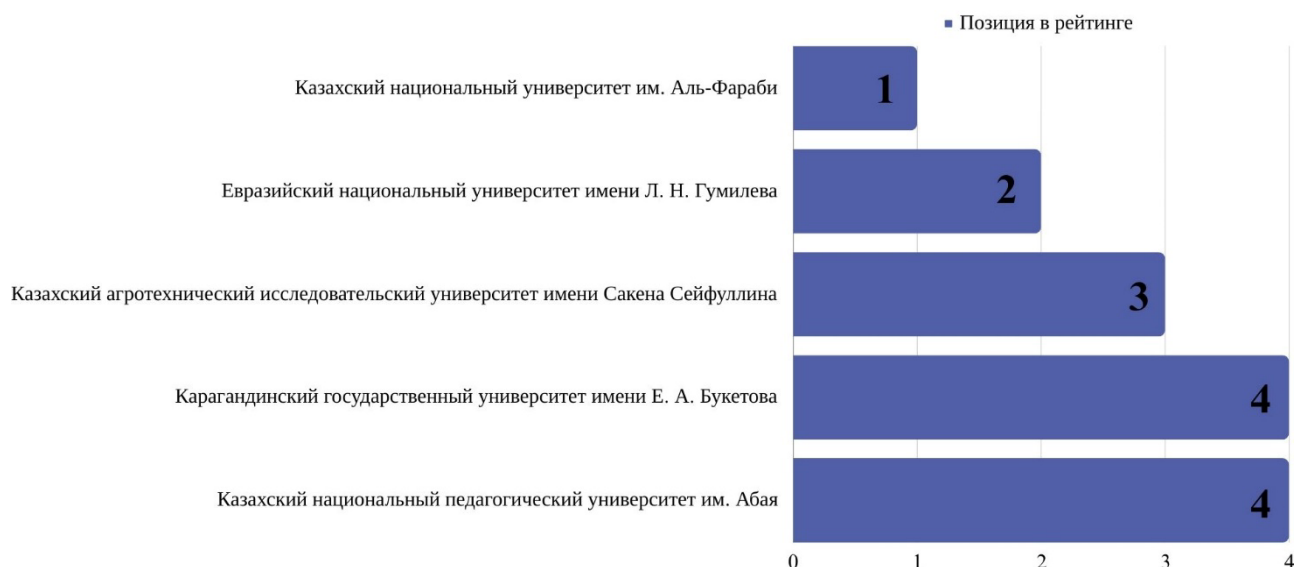 Позиция в рейтинге
Казахский национальный университет им. Аль-Фараби
1
Евразийский национальный университет имени Л. Н. Гумилева
2
Казахский агротехнический исследовательский университет имени Сакена Сейфуллина
3
Карагандинский государственный университет имени Е. А. Букетова
4
Казахский национальный педагогический университет им. Абая
4
0 1 2 3 4